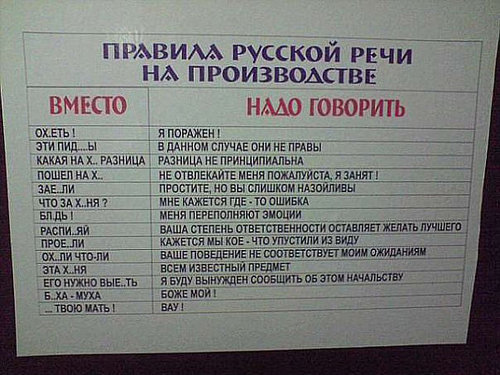 ПРАВИЛА РУССКОЙ РЕЧИ
НА ПРОИЗВОДСТВЕ
ВМЕСТО НАДО ГОВОРИТЬ
ОХ.ЕТЬ ! Я ПОРАЖЕН !
ЭТИ ПИД....Ы В ДАННОМ СЛУЧАЕ ОНИ НЕ ПРАВЫ
КАКАЯ НА Х.. РАЗНИЦА РАЗНИЦА НЕ ПРИНЦИПИАЛЬНА
ПОШЕЛ НА Х.. НЕ ОТВЛЕКАЙТЕ МЕНЯ ПОЖАЛУЙСТА, Я ЗАНЯТ !
ЗАЕ..ЛИ ПРОСТИТЕ, НО ВЫ СЛИШКОМ НАЗОЙЛИВЫ
ЧТО ЗА Х..НЯ ? МНЕ КАЖЕТСЯ ГДЕ - ТО ОШИБКА
БЛ.ДЬ ! МЕНЯ ПЕРЕПОЛНЯЮТ ЭМОЦИИ
РАСПИ..ЯЙ ВАША СТЕПЕНЬ ОТВЕТСТВЕННОСТИ ОСТАВЛЯЕТ ЖЕЛАТЬ ЛУЧШЕГО
ПРОЕ..ЛИ КАЖЕТСЯ МЫ КОЕ - ЧТО УПУСТИЛИ ИЗ ВИДУ
ОХ..ЛИ ЧТО-ЛИ ВАШЕ ПОВЕДЕНИЕ НЕ СООТВЕТСТВУЕТ МОИМ ОЖИДАНИЯМ
ЭТА Х..НЯ ВСЕМ ИЗВЕСТНЫЙ ПРЕДМЕТ
ЕГО НУЖНО ВЫЕ..ТЬ Я БУДУ ВЫНУЖДЕН СООБЩИТЬ ОБ ЭТОМ НАЧАЛЬСТВУ
Б..ХА - МУХА БОЖЕ МОЙ !
... ТВОЮ МАТЬ ! ВАУ !